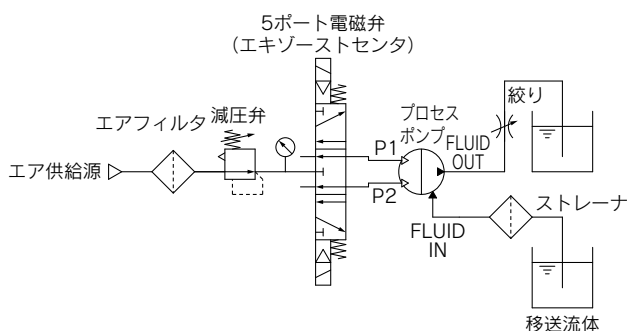 5ポート電磁弁
(エキゾーストセンタ)
エアフィルタ
減圧弁
エア供給源
P1
P2
プロセス
ポンプ
FLUID
OUT
FLUID
IN
絞り
ストレーナ
移送流体